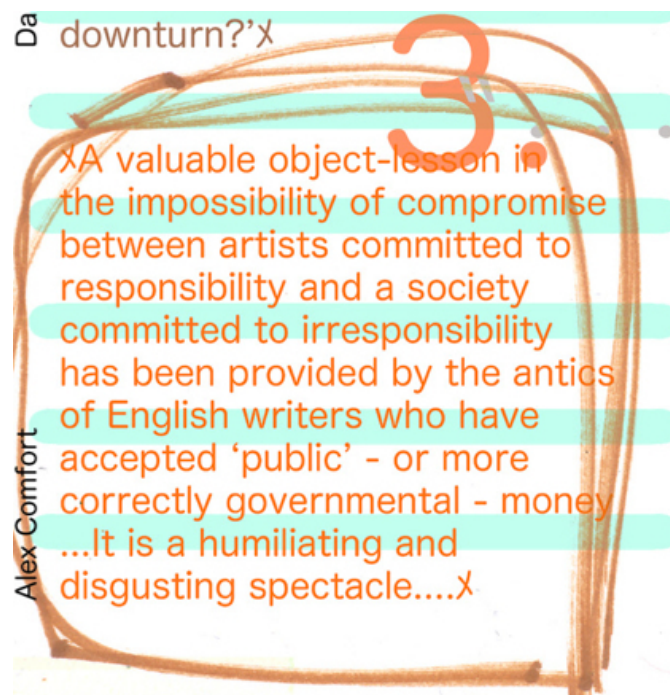 Da
downturn?’
3
A valuable object-lesson in
the impossibility of compromise
between artists committed to
responsibility and a society
committed to irresponsibility
has been provided by the antics
of English writers who have
accepted ‘public’ - or more
correctly governmental - money
...It is a humiliating and
disgusting spectacle....
Alex Comfort